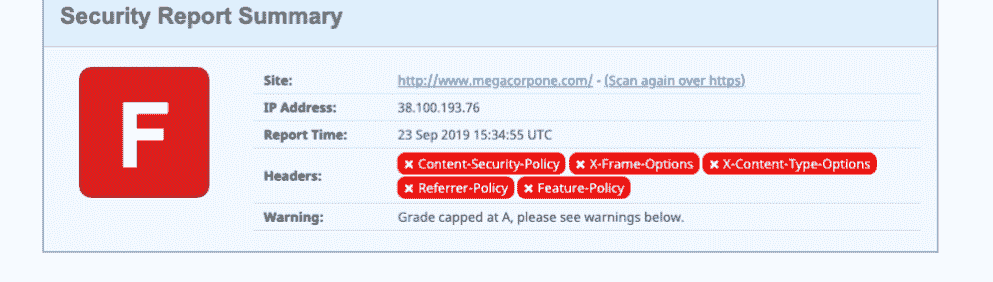 Security Report Summary
F
Site: http://www.megacorpone.com/ - (Scan again over https)
IP Address: 38.100.193.76
Report Time: 23 Sep 2019 15:34:55 UTC
Headers: ✖ Content-Security-Policy ✖ X-Frame-Options ✖ X-Content-Type-Options
✖ Referrer-Policy ✖ Feature-Policy
Warning: Grade capped at A, please see warnings below.